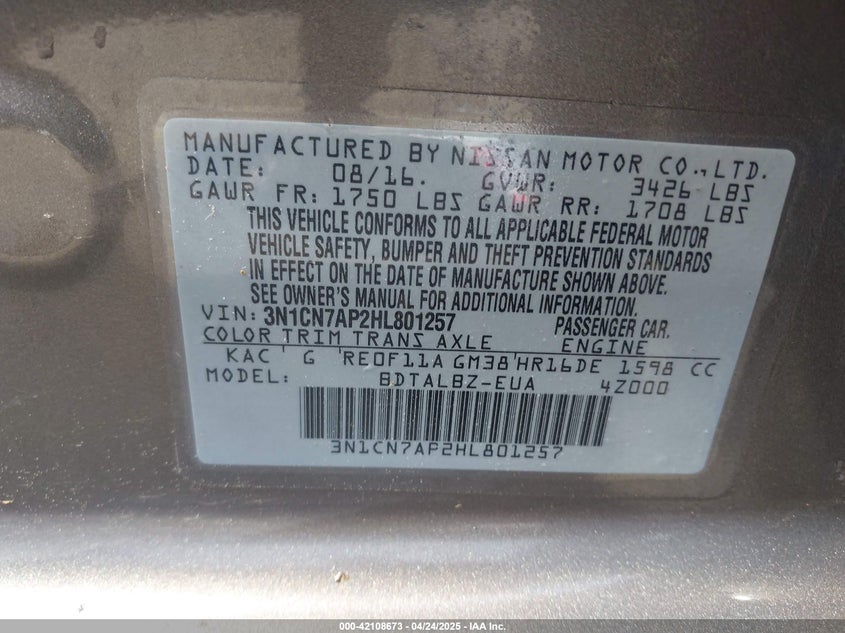 MANUFACTURED BY NISSAN MOTOR CO., LTD.
DATE: 08/16. GVWR: 3426 LBS
GAWR FR: 1750 LBS GAWR RR: 1708 LBS
THIS VEHICLE CONFORMS TO ALL APPLICABLE FEDERAL MOTOR
VEHICLE SAFETY, BUMPER AND THEFT PREVENTION STANDARDS
IN EFFECT ON THE DATE OF MANUFACTURE SHOWN ABOVE.
SEE OWNER'S MANUAL FOR ADDITIONAL INFORMATION.
VIN: 3N1CN7AP2HL801257 PASSENGER CAR.
COLOR TRIM TRANS AXLE ENGINE
KAC ' G 'RE0F11A GM38'HR16DE 1598 CC
MODEL: BDTALBZ-EUA 4Z000
3N1CN7AP2HL801257
000-42108673 — 04/24/2025 — IAA Inc.